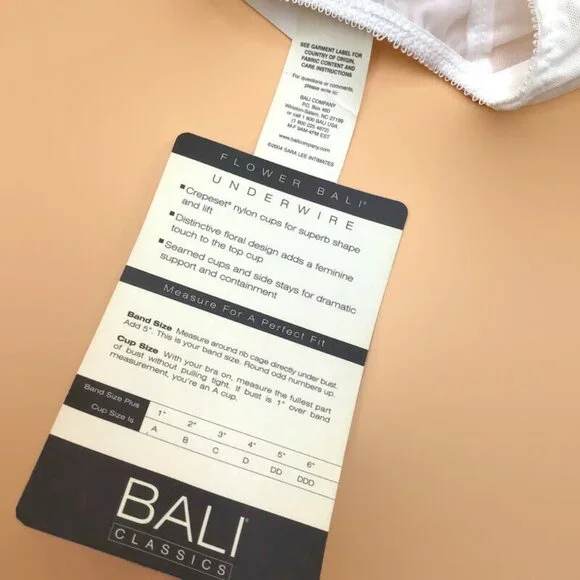 SEE GARMENT LABEL FOR
COUNTRY OF ORIGIN,
FABRIC CONTENT AND
CARE INSTRUCTIONS
For questions or comments,
please write to:
BALI COMPANY
P.O. Box 450
Winston-Salem, NC 27199
or call 1 800 BALI USA
(1 800 225 4872)
M-F 9AM-4PM EST
www.balicompany.com
©2004 SARA LEE INTIMATES
FLOWER BALI®
UNDERWIRE
■ Crepeset® nylon cups for superb shape
and lift
■ Distinctive floral design adds a feminine
touch to the top cup
■ Seamed cups and side stays for dramatic
support and containment
Measure For A Perfect Fit
Band Size Measure around rib cage directly under bust.
Add 5". This is your band size. Round odd numbers up.
Cup Size With your bra on, measure the fullest part
of bust without pulling tight. If bust is 1" over band
measurement, you're an A cup.
Band Size Plus 1" 2" 3" 4" 5" 6"
Cup Size Is A B C D DD DDD
BALI®
CLASSICS